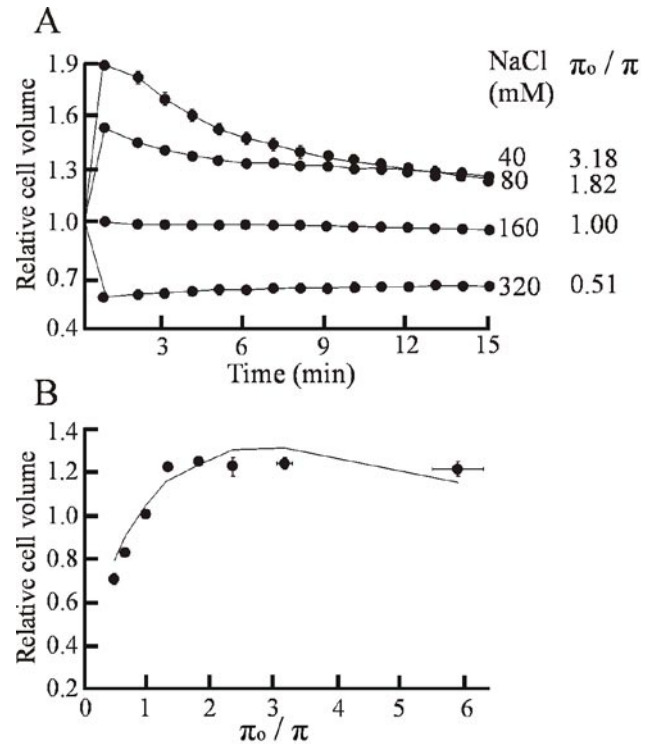 A
NaCl πₒ / π
(mM)
1.9
1.6
1.3
1.0
0.7
0.4
40 3.18
80 1.82
160 1.00
320 0.51
3 6 9 12 15
Relative cell volume
Time (min)
B
1.4
1.2
1.0
0.8
0.6
0.4
0.2
0 1 2 3 4 5 6
Relative cell volume
πₒ / π